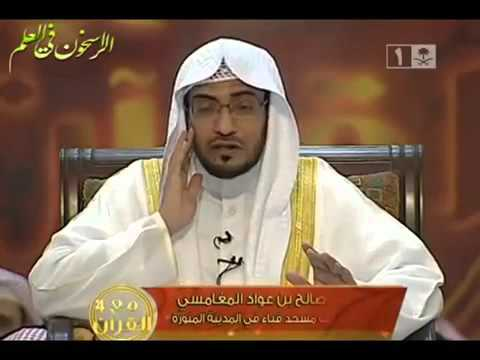 الراسخون في العلم
1
صالح بن عواد المغامسي
مسجد قباء في المدينة المنورة
مع
القرآن